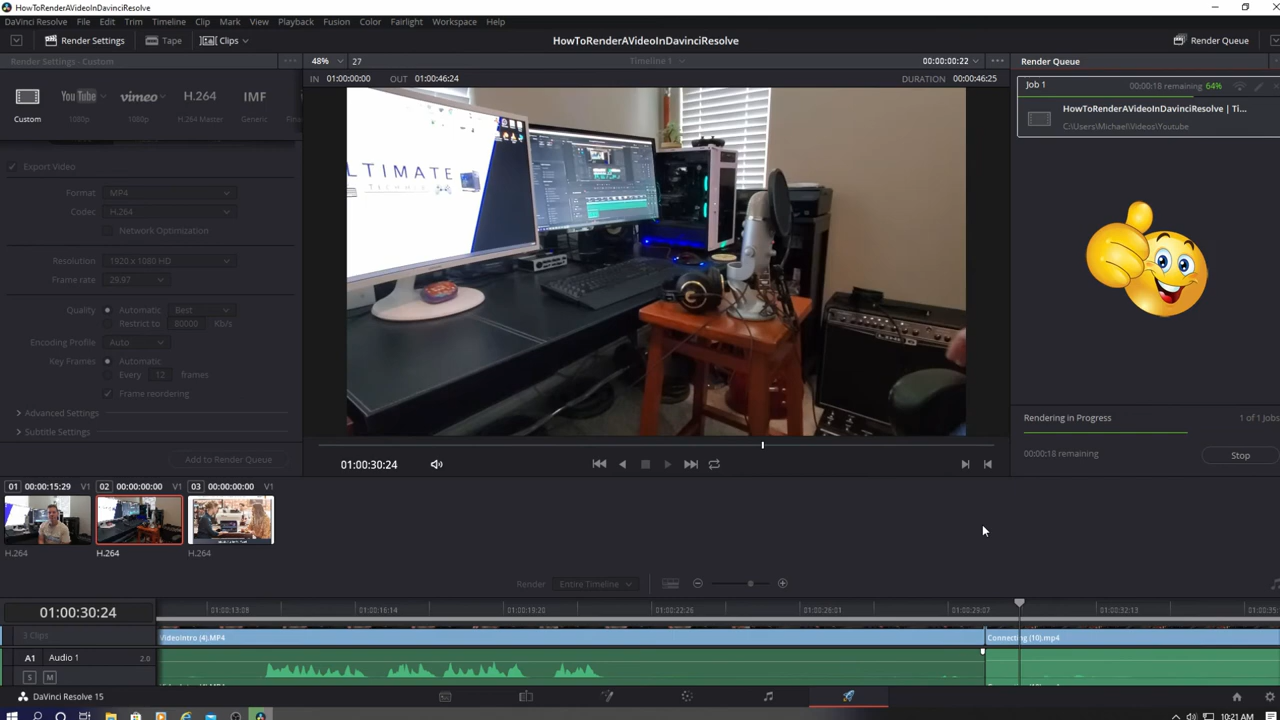 HowToRenderAVideoInDavinciResolve
DaVinci Resolve File Edit Trim Timeline Clip Mark View Playback Fusion Color Fairlight Workspace Help
Render Settings Tape Clips HowToRenderAVideoInDavinciResolve Render Queue
Render Settings - Custom 48% 27 Timeline 1 00:00:00:22 Render Queue
IN 01:00:00:00 OUT 01:00:46:24 DURATION 00:00:46:25
Job 1 00:00:18 remaining 64%
HowToRenderAVideoInDavinciResolve | Ti...
C:\Users\Michael\Videos\Youtube
YouTube vimeo H.264 IMF
Custom 1080p 1080p H.264 Master Generic
Export Video
Format MP4
Codec H.264
Network Optimization
Resolution 1920 x 1080 HD
Frame rate 29.97
Quality Automatic Best
Restrict to 80000 Kb/s
Encoding Profile Auto
Key Frames Automatic
Every 12 frames
Frame reordering
Advanced Settings
Subtitle Settings
Add to Render Queue
LTIMATE
Rendering in Progress 1 of 1 Jobs
00:00:18 remaining Stop
01:00:30:24
01 00:00:15:29 V1 02 00:00:00:00 V1 03 00:00:00:00 V1
H.264 H.264 H.264
Render Entire Timeline
01:00:30:24 01:00:13:08 01:00:16:14 01:00:19:20 01:00:22:26 01:00:26:01 01:00:29:07 01:00:32:13
3 Clips VideoIntro (4).MP4 Connecting (10).mp4
A1 Audio 1 2.0
S M
DaVinci Resolve 15
10:21 AM